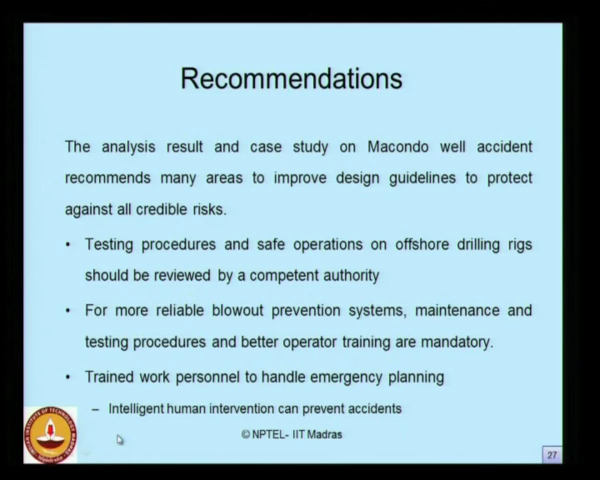 Recommendations
The analysis result and case study on Macondo well accident
recommends many areas to improve design guidelines to protect
against all credible risks.
• Testing procedures and safe operations on offshore drilling rigs
should be reviewed by a competent authority
• For more reliable blowout prevention systems, maintenance and
testing procedures and better operator training are mandatory.
• Trained work personnel to handle emergency planning
– Intelligent human intervention can prevent accidents
© NPTEL- IIT Madras
27